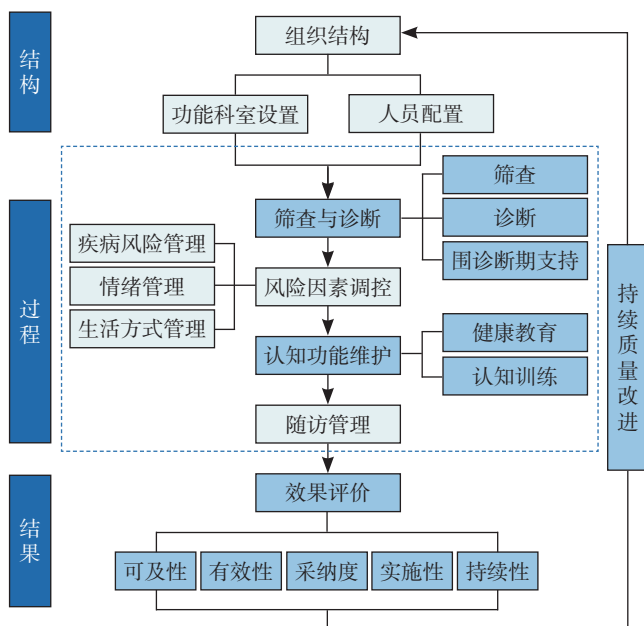 结构
组织结构
功能科室设置
人员配置
过程
筛查与诊断
筛查
诊断
围诊断期支持
疾病风险管理
情绪管理
生活方式管理
风险因素调控
认知功能维护
健康教育
认知训练
随访管理
结果
效果评价
可及性
有效性
采纳度
实施性
持续性
持续质量改进